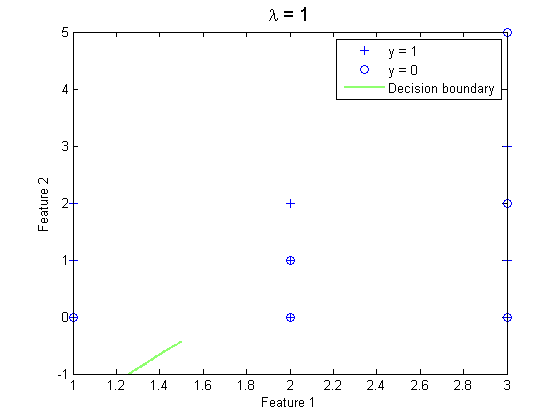 λ = 1
y = 1
y = 0
Decision boundary
Feature 2
5
4
3
2
1
0
-1
1 1.2 1.4 1.6 1.8 2 2.2 2.4 2.6 2.8 3
Feature 1